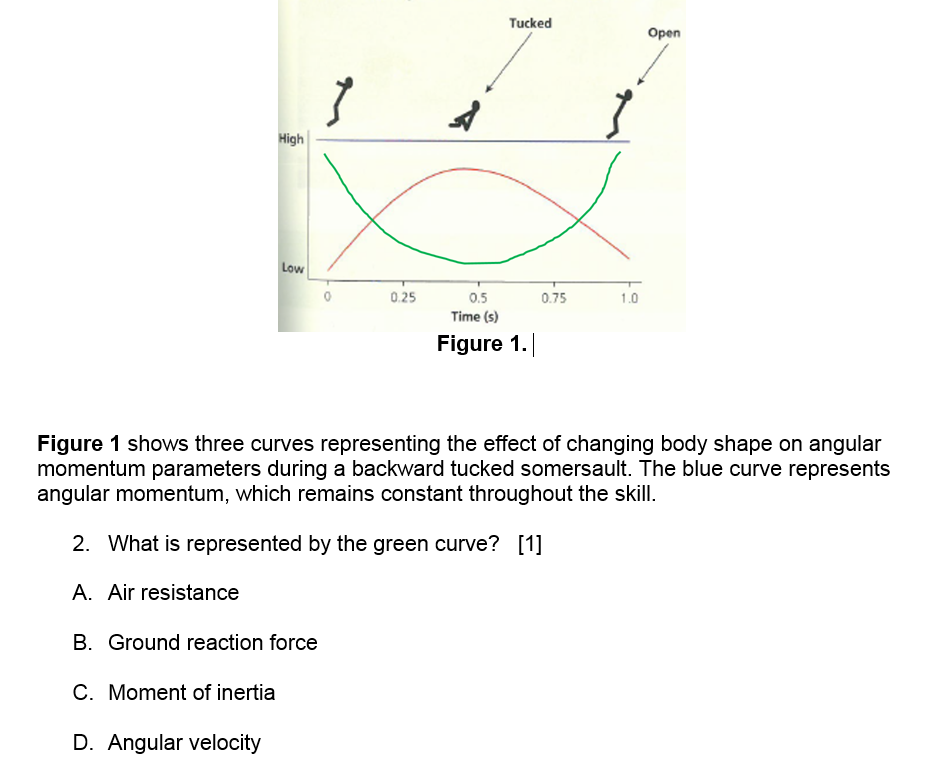 Tucked
Open
High
Low
0 0.25 0.5 0.75 1.0
Time (s)
Figure 1.
Figure 1 shows three curves representing the effect of changing body shape on angular
momentum parameters during a backward tucked somersault. The blue curve represents
angular momentum, which remains constant throughout the skill.
2. What is represented by the green curve? [1]
A. Air resistance
B. Ground reaction force
C. Moment of inertia
D. Angular velocity